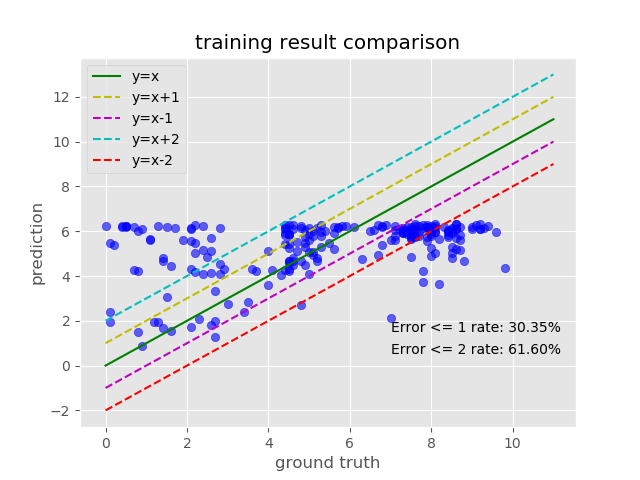 training result comparison
y=x
y=x+1
y=x-1
y=x+2
y=x-2
12
10
8
6
4
2
0
−2
prediction
Error <= 1 rate: 30.35%
Error <= 2 rate: 61.60%
0 2 4 6 8 10
ground truth